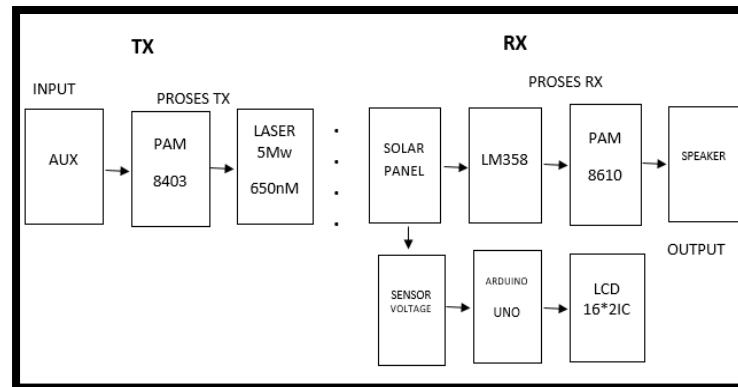 TX
RX
INPUT
PROSES TX
PROSES RX
AUX
PAM
8403
LASER
5Mw
650nM
SOLAR
PANEL
LM358
PAM
8610
SPEAKER
OUTPUT
SENSOR
VOLTAGE
ARDUINO
UNO
LCD
16*2IC